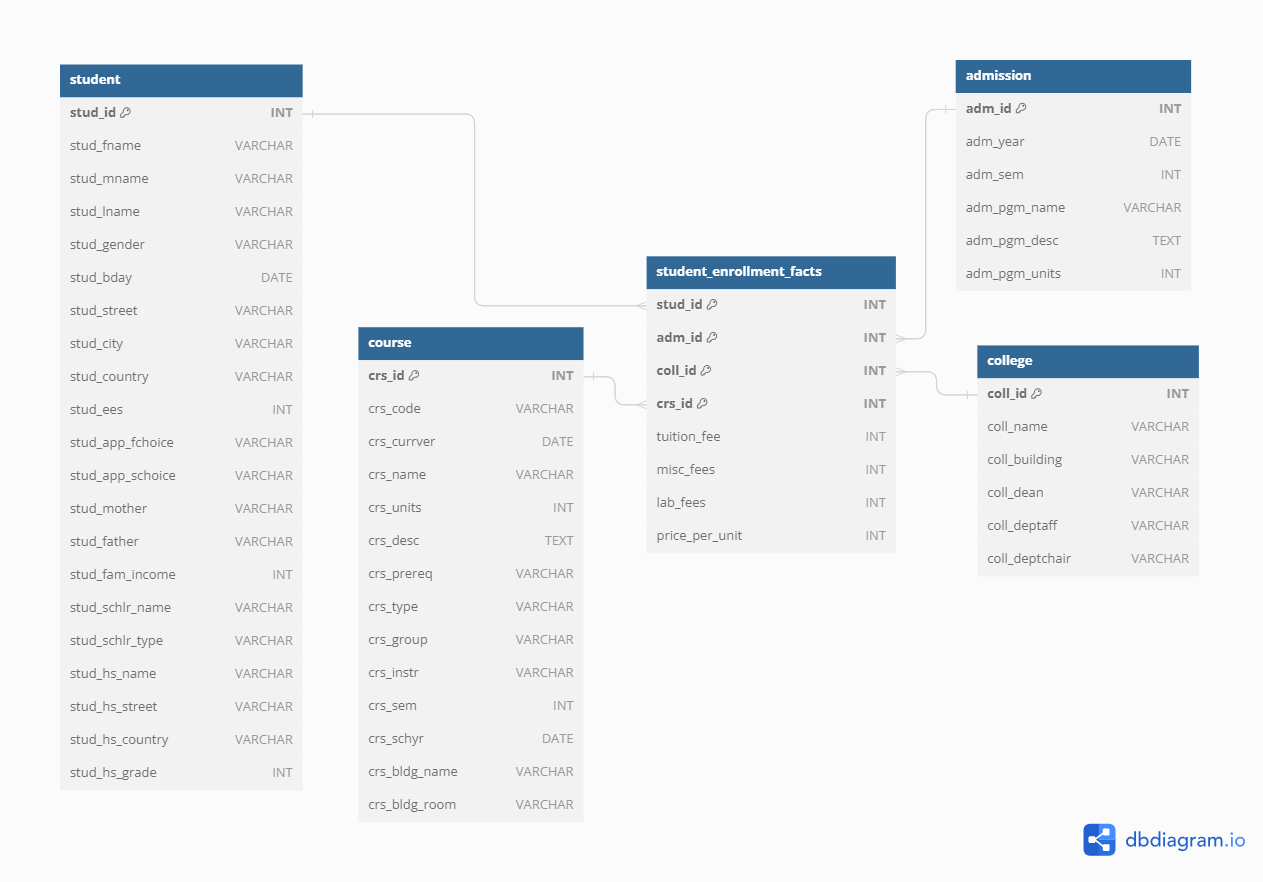 student
stud_id INT
stud_fname VARCHAR
stud_mname VARCHAR
stud_lname VARCHAR
stud_gender VARCHAR
stud_bday DATE
stud_street VARCHAR
stud_city VARCHAR
stud_country VARCHAR
stud_ees INT
stud_app_fchoice VARCHAR
stud_app_schoice VARCHAR
stud_mother VARCHAR
stud_father VARCHAR
stud_fam_income INT
stud_schlr_name VARCHAR
stud_schlr_type VARCHAR
stud_hs_name VARCHAR
stud_hs_street VARCHAR
stud_hs_country VARCHAR
stud_hs_grade INT
course
crs_id INT
crs_code VARCHAR
crs_currver DATE
crs_name VARCHAR
crs_units INT
crs_desc TEXT
crs_prereq VARCHAR
crs_type VARCHAR
crs_group VARCHAR
crs_instr VARCHAR
crs_sem INT
crs_schyr DATE
crs_bldg_name VARCHAR
crs_bldg_room VARCHAR
student_enrollment_facts
stud_id INT
adm_id INT
coll_id INT
crs_id INT
tuition_fee INT
misc_fees INT
lab_fees INT
price_per_unit INT
admission
adm_id INT
adm_year DATE
adm_sem INT
adm_pgm_name VARCHAR
adm_pgm_desc TEXT
adm_pgm_units INT
college
coll_id INT
coll_name VARCHAR
coll_building VARCHAR
coll_dean VARCHAR
coll_deptaff VARCHAR
coll_deptchair VARCHAR
dbdiagram.io